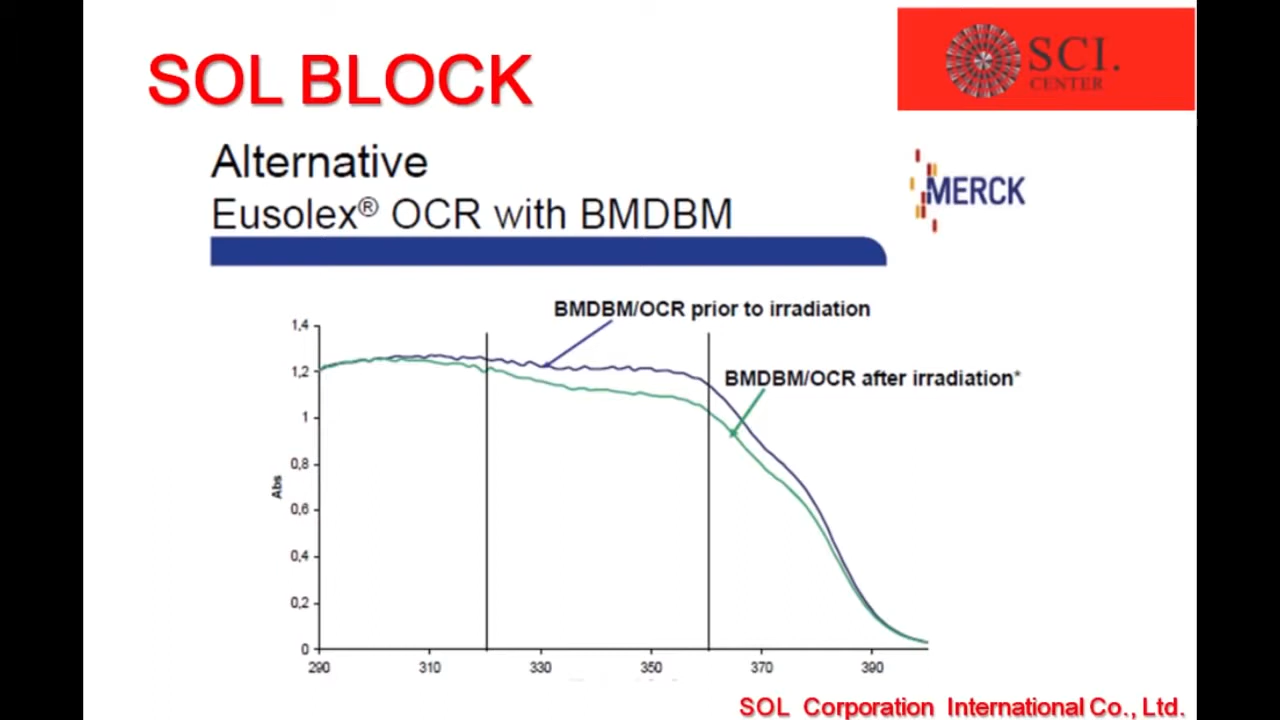 SOL BLOCK
SCI.
CENTER
Alternative
Eusolex® OCR with BMDBM
MERCK
BMDBM/OCR prior to irradiation
BMDBM/OCR after irradiation*
1,4
1,2
1
0,8
0,6
0,4
0,2
0
Abs
290 310 330 350 370 390
SOL Corporation International Co., Ltd.